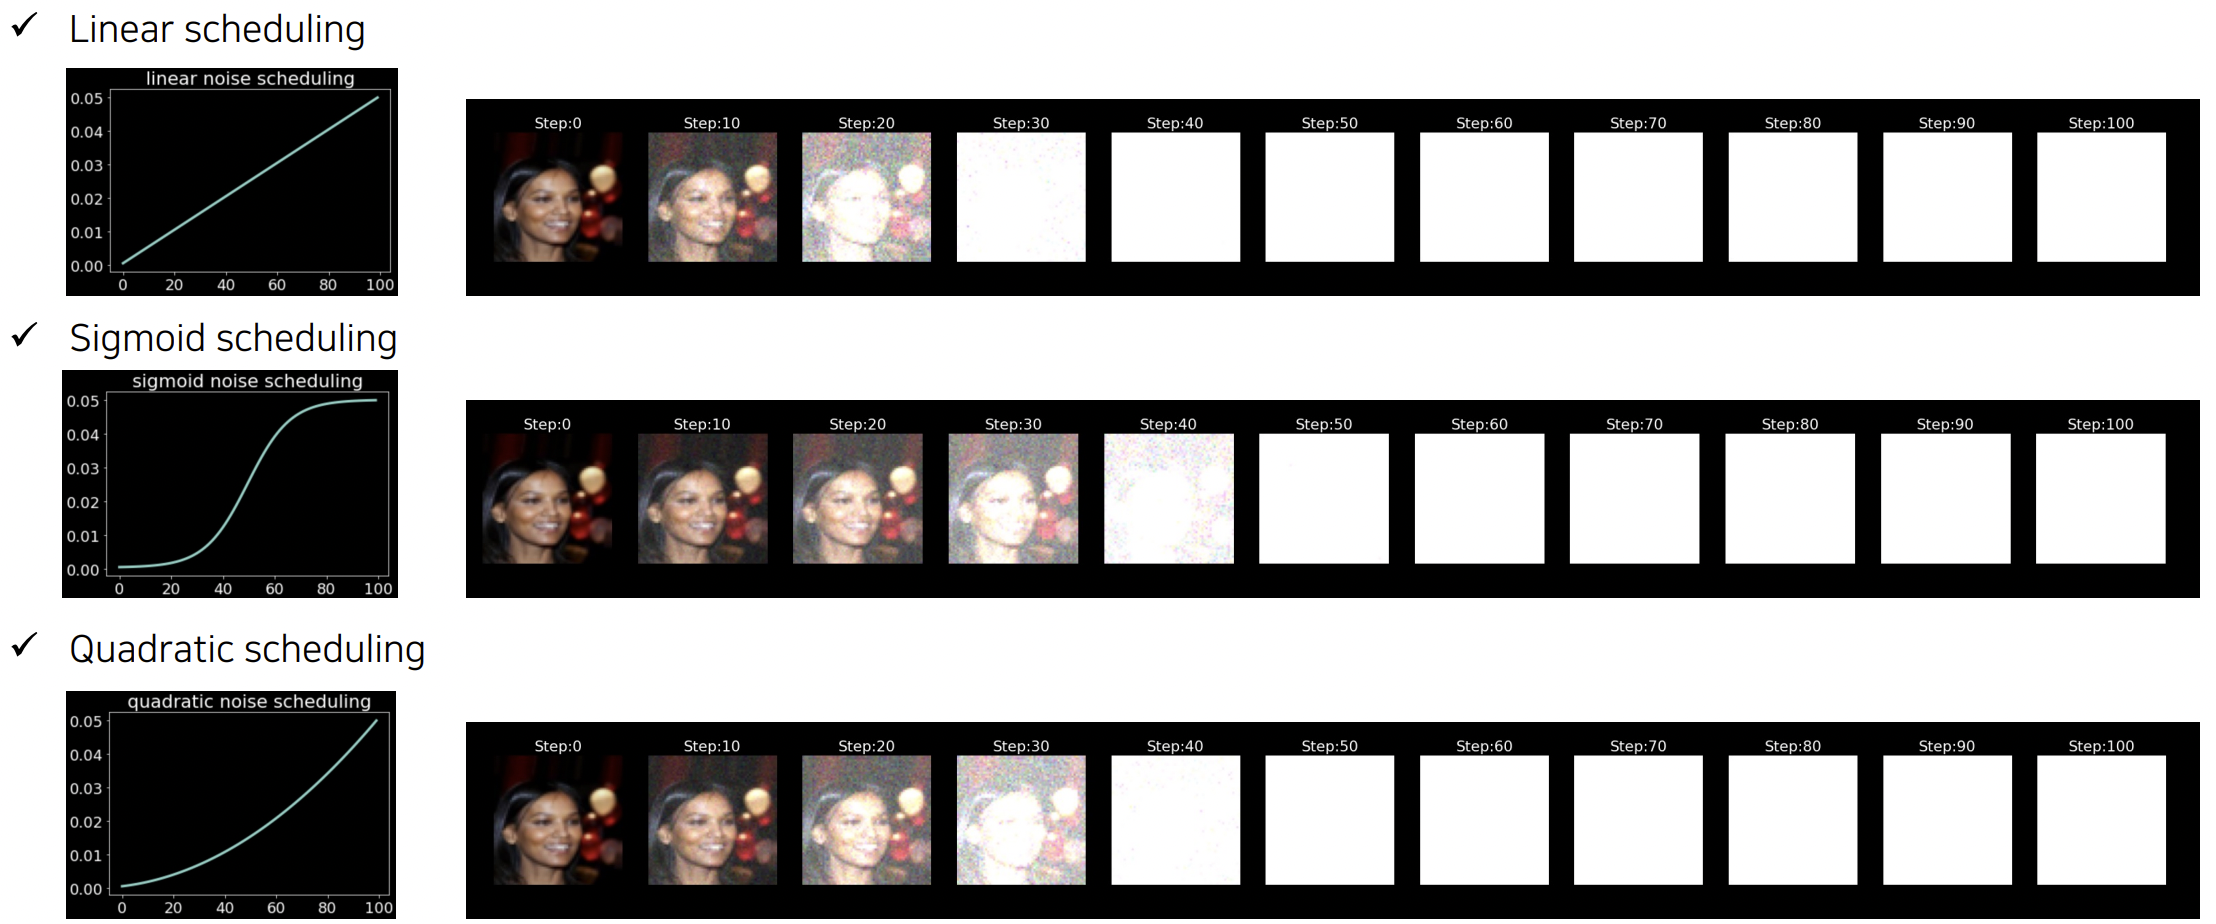 ✓ Linear scheduling
linear noise scheduling
0.05
0.04
0.03
0.02
0.01
0.00
0 20 40 60 80 100
Step:0 Step:10 Step:20 Step:30 Step:40 Step:50 Step:60 Step:70 Step:80 Step:90 Step:100
✓ Sigmoid scheduling
sigmoid noise scheduling
0.05
0.04
0.03
0.02
0.01
0.00
0 20 40 60 80 100
Step:0 Step:10 Step:20 Step:30 Step:40 Step:50 Step:60 Step:70 Step:80 Step:90 Step:100
✓ Quadratic scheduling
quadratic noise scheduling
0.05
0.04
0.03
0.02
0.01
0.00
0 20 40 60 80 100
Step:0 Step:10 Step:20 Step:30 Step:40 Step:50 Step:60 Step:70 Step:80 Step:90 Step:100